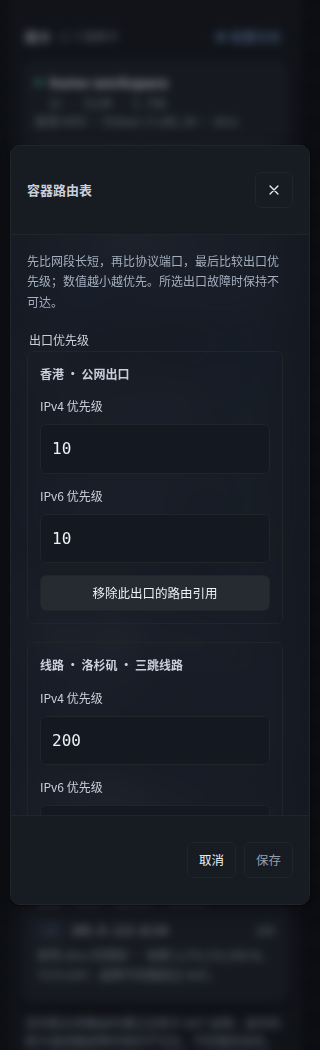 容器路由表
先比网段长短，再比协议端口，最后比较出口优
先级；数值越小越优先。所选出口故障时保持不
可达。
出口优先级
香港 · 公网出口
IPv4 优先级
10
IPv6 优先级
10
移除此出口的路由引用
线路 · 洛杉矶 · 三跳线路
IPv4 优先级
200
IPv6 优先级
取消
保存